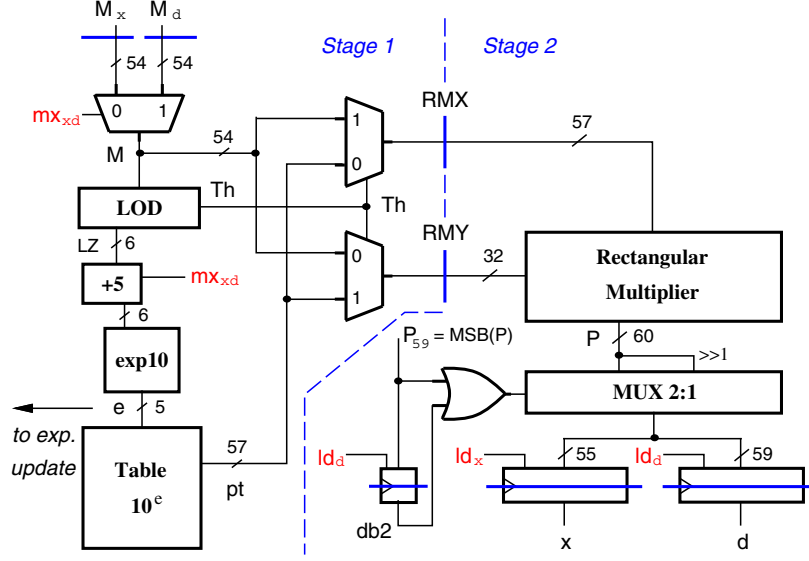 Mx Md
54 54
0 1
mxxd
M
54
LOD
Th
LZ 6
+5
mxxd
6
exp10
e 5
to exp.
update
Table
10e
57
pt
Stage 1
Stage 2
1
0
Th
0
1
RMX
57
RMY
32
Rectangular
Multiplier
P 60
>>1
P59 = MSB(P)
MUX 2:1
ldd
db2
ldx
55
x
ldd
59
d